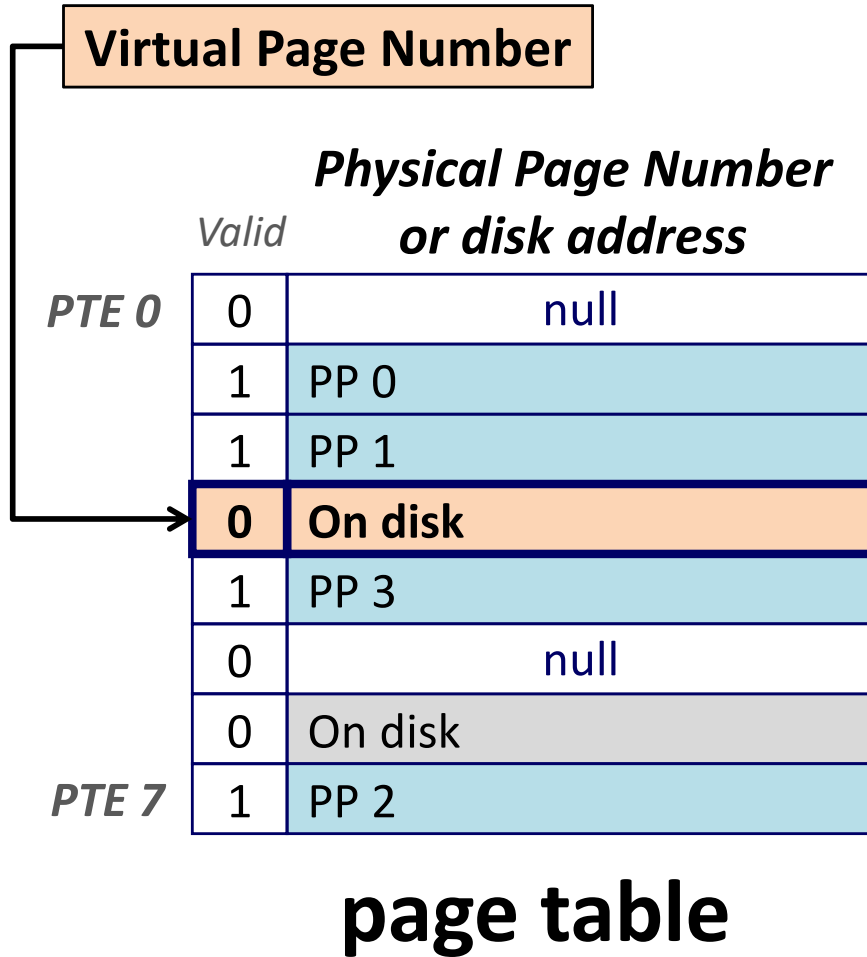 Virtual Page Number
Physical Page Number
Valid or disk address
PTE 0 0 null
1 PP 0
1 PP 1
0 On disk
1 PP 3
0 null
0 On disk
PTE 7 1 PP 2
page table